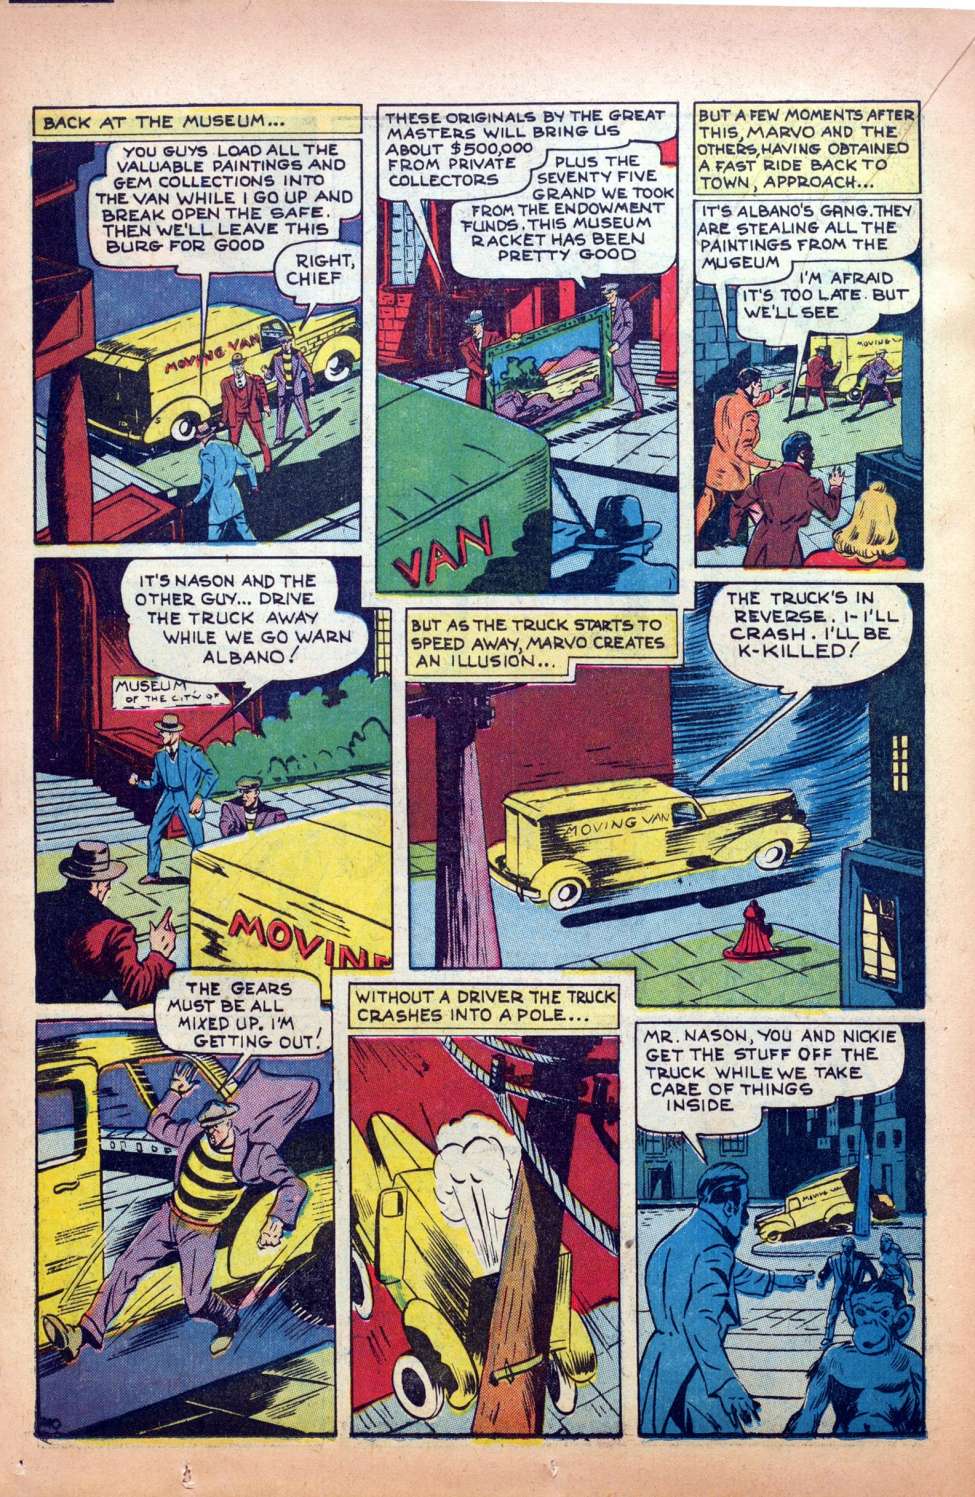 BACK AT THE MUSEUM...
YOU GUYS LOAD ALL THE
VALUABLE PAINTINGS AND
GEM COLLECTIONS INTO
THE VAN WHILE I GO UP AND
BREAK OPEN THE SAFE.
THEN WE'LL LEAVE THIS
BURG FOR GOOD
RIGHT,
CHIEF
MOVING VAN
THESE ORIGINALS BY THE GREAT
MASTERS WILL BRING US
ABOUT $500,000
FROM PRIVATE
COLLECTORS
PLUS THE
SEVENTY FIVE
GRAND WE TOOK
FROM THE ENDOWMENT
FUNDS. THIS MUSEUM
RACKET HAS BEEN
PRETTY GOOD
VAN
BUT A FEW MOMENTS AFTER
THIS, MARVO AND THE
OTHERS, HAVING OBTAINED
A FAST RIDE BACK TO
TOWN, APPROACH...
IT'S ALBANO'S GANG. THEY
ARE STEALING ALL THE
PAINTINGS FROM THE
MUSEUM
I'M AFRAID
IT'S TOO LATE. BUT
WE'LL SEE
MOVING V
IT'S NASON AND THE
OTHER GUY... DRIVE
THE TRUCK AWAY
WHILE WE GO WARN
ALBANO!
MUSEUM
OF THE CITY OF
MOVING
BUT AS THE TRUCK STARTS TO
SPEED AWAY, MARVO CREATES
AN ILLUSION...
THE TRUCK'S IN
REVERSE. I-I'LL
CRASH. I'LL BE
K-KILLED!
MOVING VAN
THE GEARS
MUST BE ALL
MIXED UP. I'M
GETTING OUT!
WITHOUT A DRIVER THE TRUCK
CRASHES INTO A POLE...
MR. NASON, YOU AND NICKIE
GET THE STUFF OFF THE
TRUCK WHILE WE TAKE
CARE OF THINGS
INSIDE
MOVING VAN